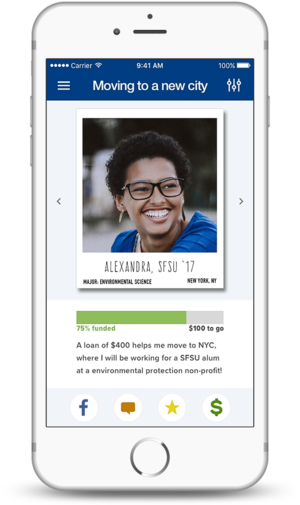 Carrier 9:41 AM 100%
Moving to a new city
ALEXANDRA, SFSU '17
MAJOR: ENVIRONMENTAL SCIENCE NEW YORK, NY
75% funded $100 to go
A loan of $400 helps me move to NYC,
where I will be working for a SFSU alum
at a environmental protection non-profit!